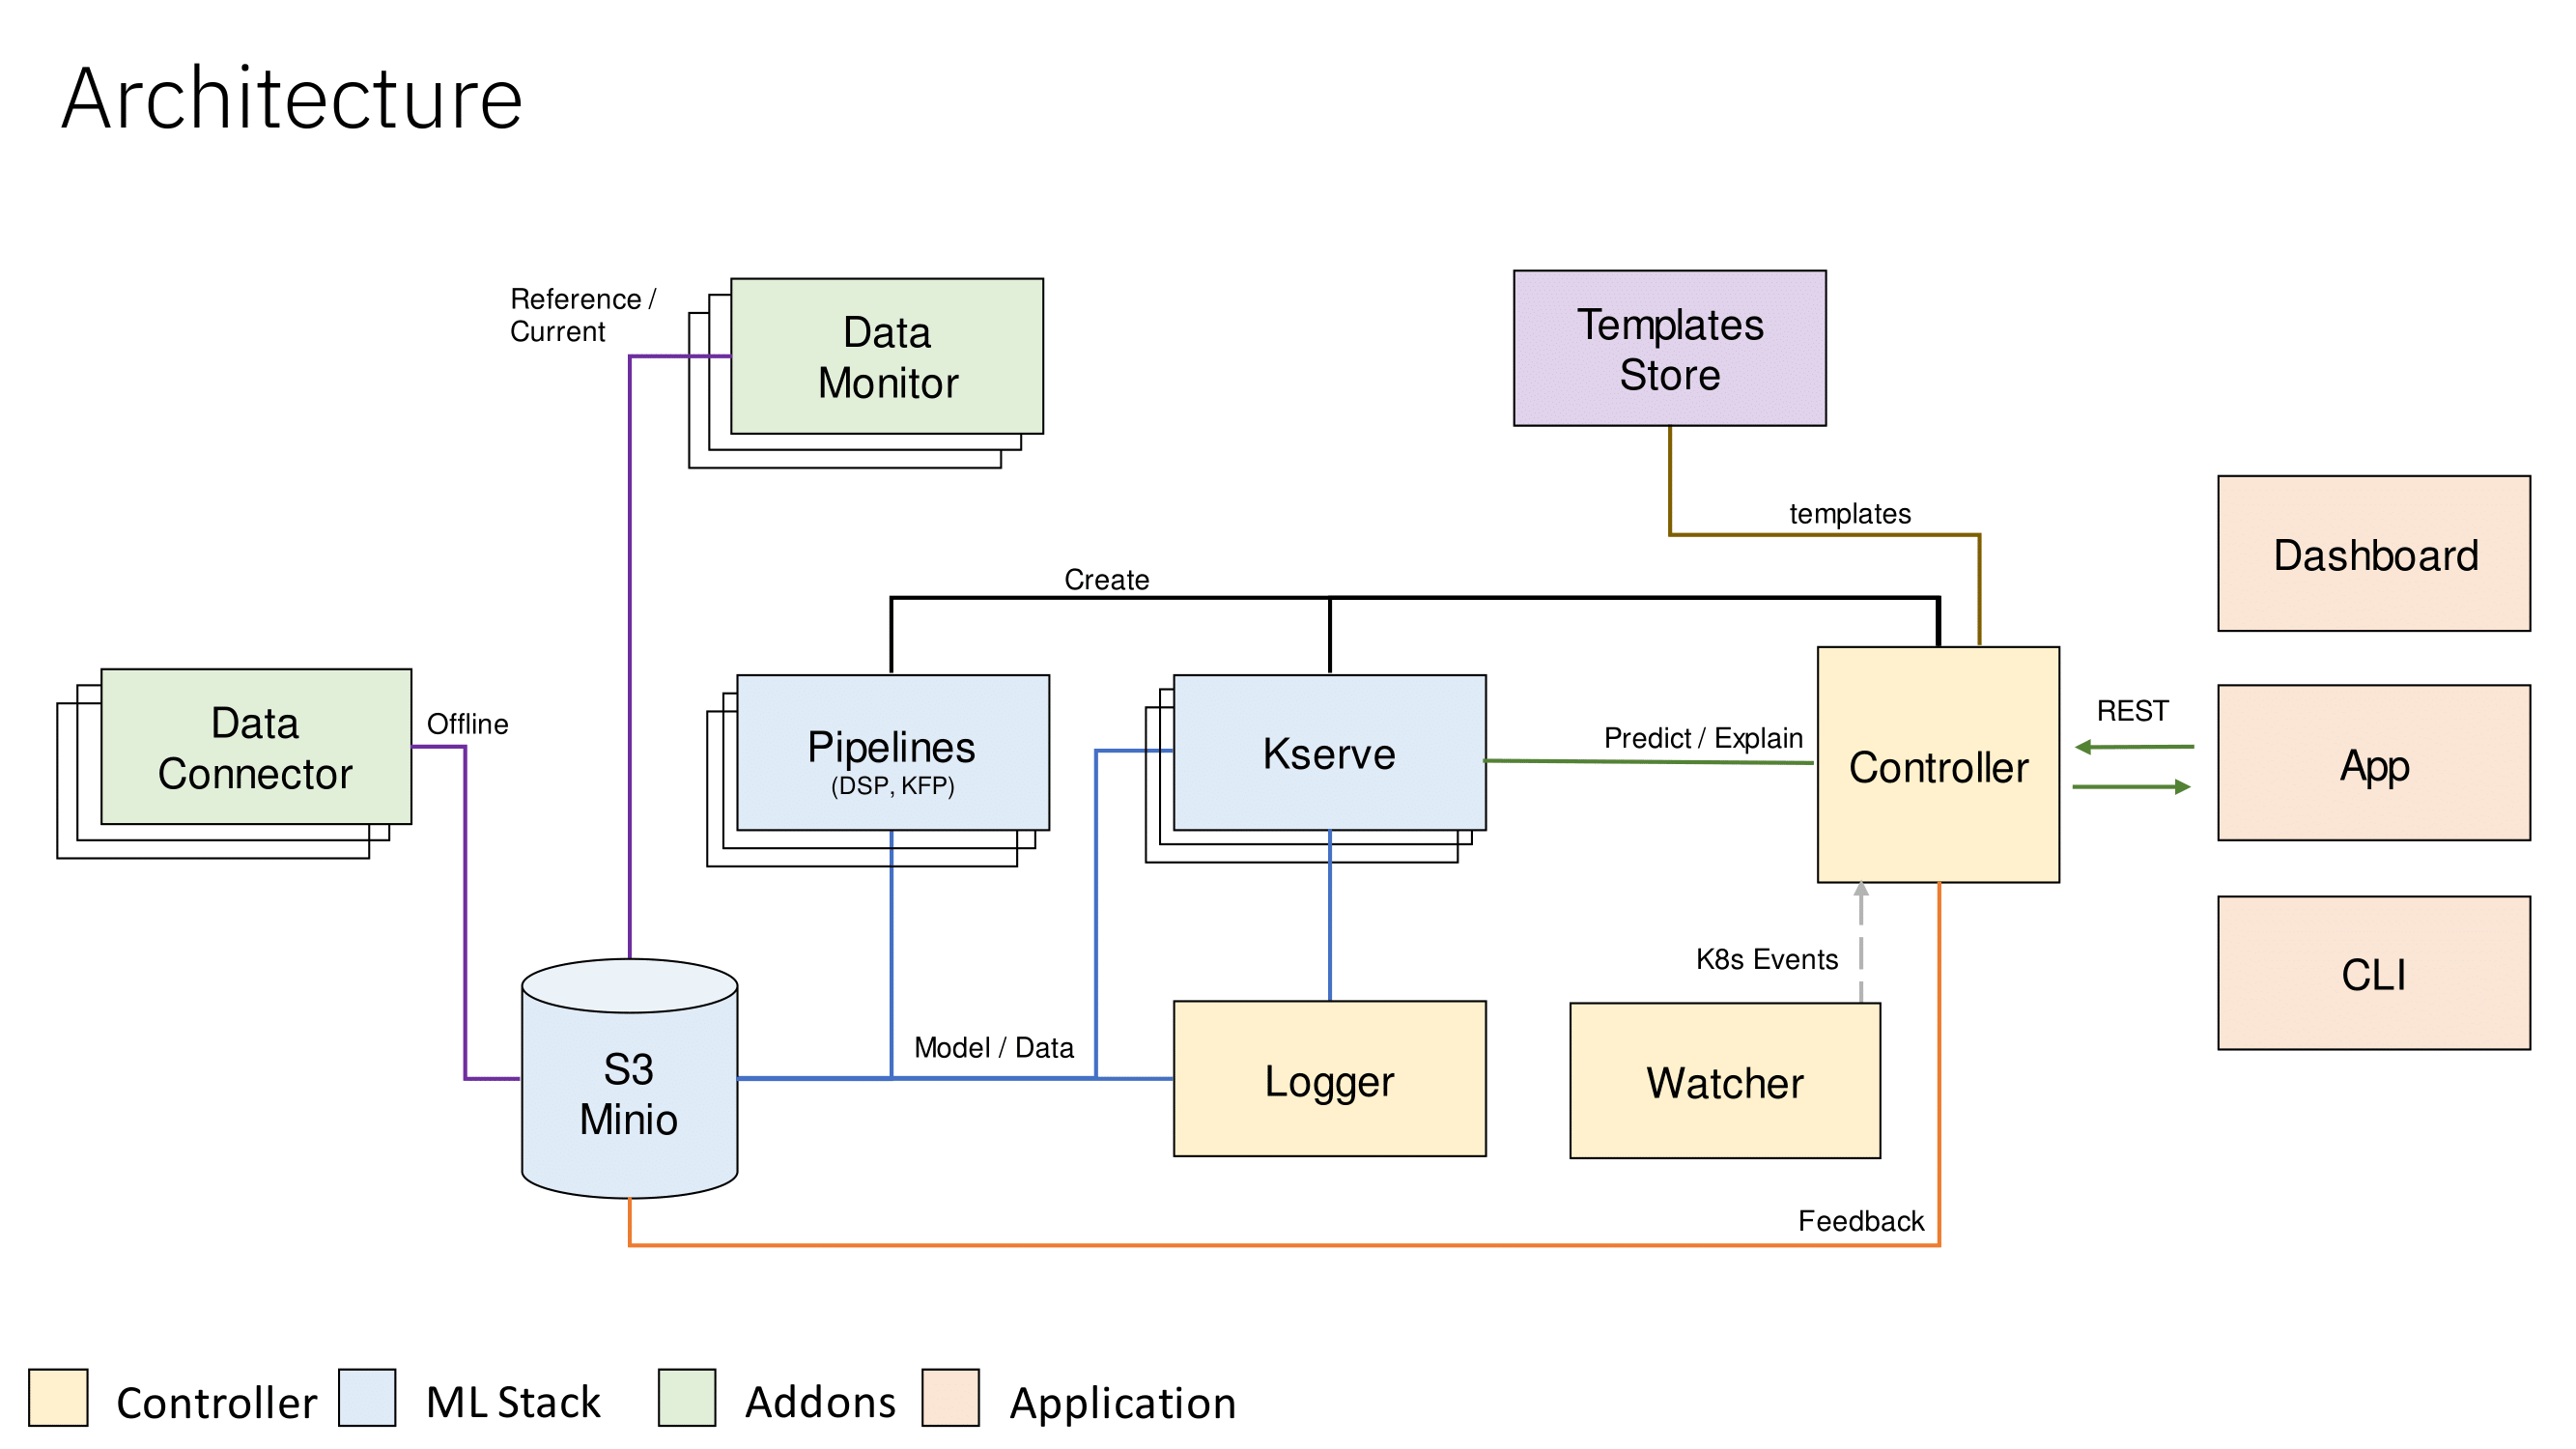 Architecture
Reference /
Current
Data
Monitor
Templates
Store
templates
Dashboard
Create
Data
Connector
Offline
Pipelines
(DSP, KFP)
Kserve
Predict / Explain
Controller
REST
App
K8s Events
CLI
S3
Minio
Model / Data
Logger
Watcher
Feedback
Controller
ML Stack
Addons
Application